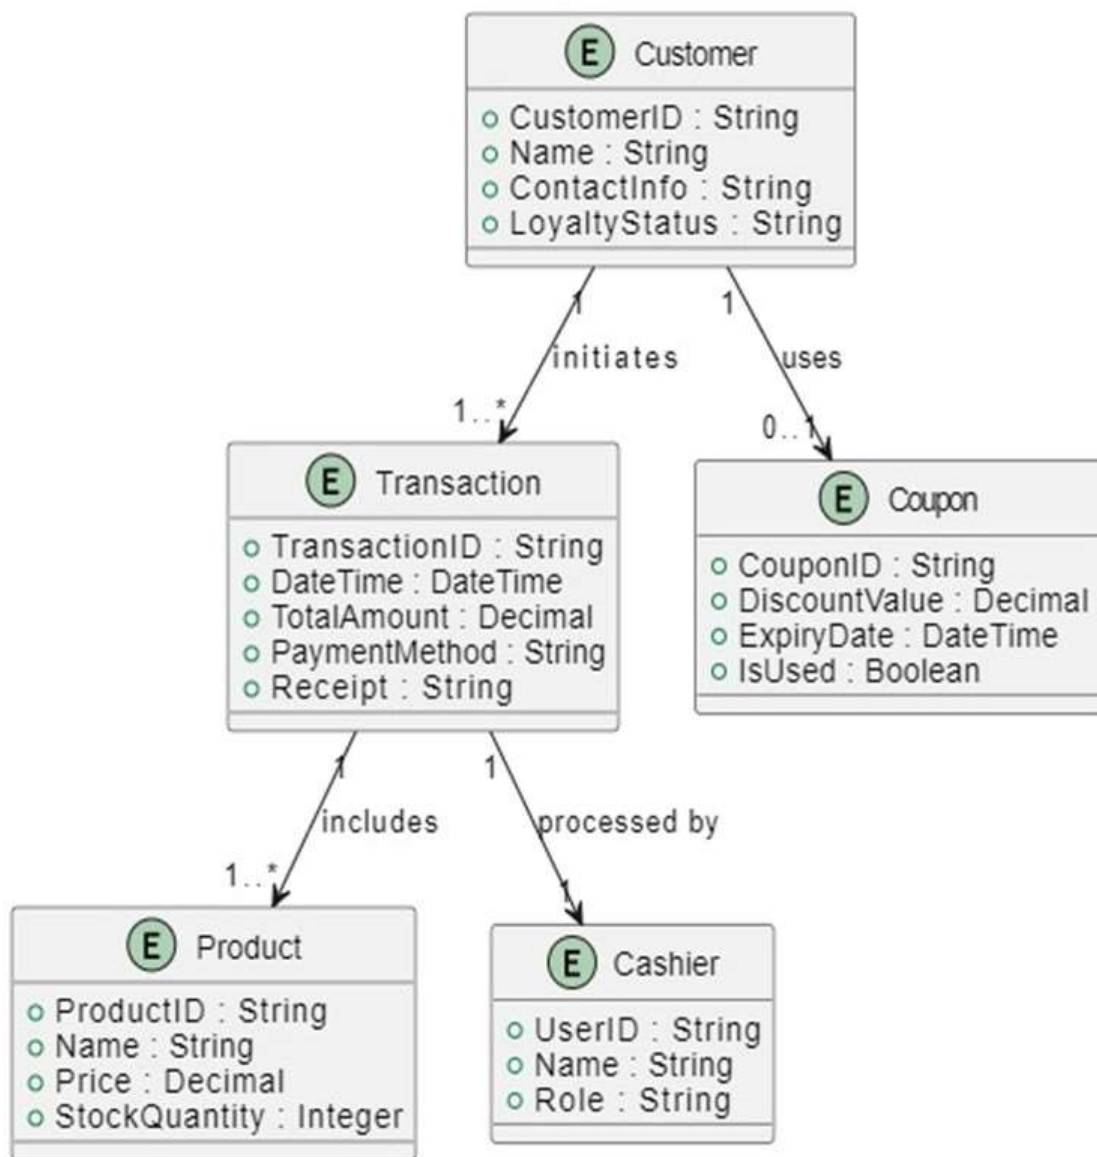 E Customer
CustomerID : String
Name : String
ContactInfo : String
LoyaltyStatus : String
1
1
initiates
uses
1..*
0..1
E Transaction
TransactionID : String
DateTime : DateTime
TotalAmount : Decimal
PaymentMethod : String
Receipt : String
E Coupon
CouponID : String
DiscountValue : Decimal
ExpiryDate : DateTime
IsUsed : Boolean
1
1
includes
processed by
1..*
1
E Product
ProductID : String
Name : String
Price : Decimal
StockQuantity : Integer
E Cashier
UserID : String
Name : String
Role : String